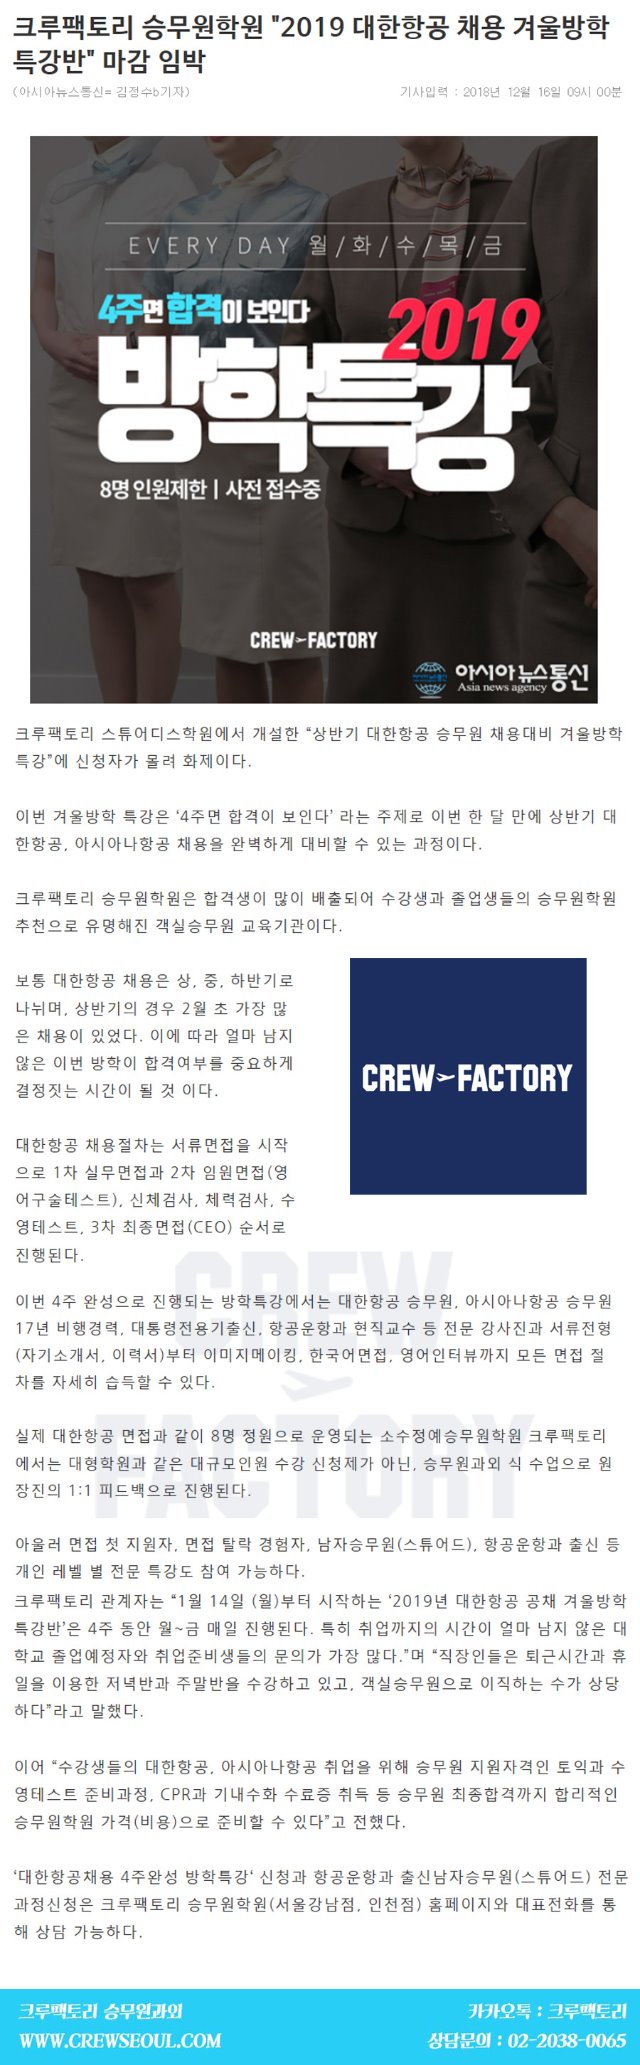 크루팩토리 승무원학원 "2019 대한항공 채용 겨울방학
특강반" 마감 임박
(아시아뉴스통신= 김정수b기자)
기사입력 : 2018년 12월 16일 09시 00분
EVERY DAY 월/화/수/목/금
4주면 합격이 보인다
2019
방학특강
8명 인원제한 | 사전 접수중
CREW FACTORY
아시아뉴스통신
Asia news agency
크루팩토리 스튜어디스학원에서 개설한 “상반기 대한항공 승무원 채용대비 겨울방학
특강”에 신청자가 몰려 화제이다.
이번 겨울방학 특강은 ‘4주면 합격이 보인다’ 라는 주제로 이번 한 달 만에 상반기 대
한항공, 아시아나항공 채용을 완벽하게 대비할 수 있는 과정이다.
크루팩토리 승무원학원은 합격생이 많이 배출되어 수강생과 졸업생들의 승무원학원
추천으로 유명해진 객실승무원 교육기관이다.
보통 대한항공 채용은 상, 중, 하반기로
나뉘며, 상반기의 경우 2월 초 가장 많
은 채용이 있었다. 이에 따라 얼마 남지
않은 이번 방학이 합격여부를 중요하게
결정짓는 시간이 될 것 이다.
CREW FACTORY
대한항공 채용절차는 서류면접을 시작
으로 1차 실무면접과 2차 임원면접(영
어구술테스트), 신체검사, 체력검사, 수
영테스트, 3차 최종면접(CEO) 순서로
진행된다.
CREW
FACTORY
이번 4주 완성으로 진행되는 방학특강에서는 대한항공 승무원, 아시아나항공 승무원
17년 비행경력, 대통령전용기출신, 항공운항과 현직교수 등 전문 강사진과 서류전형
(자기소개서, 이력서)부터 이미지메이킹, 한국어면접, 영어인터뷰까지 모든 면접 절
차를 자세히 습득할 수 있다.
실제 대한항공 면접과 같이 8명 정원으로 운영되는 소수정예승무원학원 크루팩토리
에서는 대형학원과 같은 대규모인원 수강 신청제가 아닌, 승무원과외 식 수업으로 원
장진의 1:1 피드백으로 진행된다.
아울러 면접 첫 지원자, 면접 탈락 경험자, 남자승무원(스튜어드), 항공운항과 출신 등
개인 레벨 별 전문 특강도 참여 가능하다.
크루팩토리 관계자는 “1월 14일 (월)부터 시작하는 ‘2019년 대한항공 공채 겨울방학
특강반’은 4주 동안 월~금 매일 진행된다. 특히 취업까지의 시간이 얼마 남지 않은 대
학교 졸업예정자와 취업준비생들의 문의가 가장 많다.”며 “직장인들은 퇴근시간과 휴
일을 이용한 저녁반과 주말반을 수강하고 있고, 객실승무원으로 이직하는 수가 상당
하다”라고 말했다.
이어 “수강생들의 대한항공, 아시아나항공 취업을 위해 승무원 지원자격인 토익과 수
영테스트 준비과정, CPR과 기내수화 수료증 취득 등 승무원 최종합격까지 합리적인
승무원학원 가격(비용)으로 준비할 수 있다”고 전했다.
‘대한항공채용 4주완성 방학특강‘ 신청과 항공운항과 출신남자승무원(스튜어드) 전문
과정신청은 크루팩토리 승무원학원(서울강남점, 인천점) 홈페이지와 대표전화를 통
해 상담 가능하다.
크루팩토리 승무원과외
카카오톡 : 크루팩토리
WWW.CREWSEOUL.COM
상담문의 : 02-2038-0065